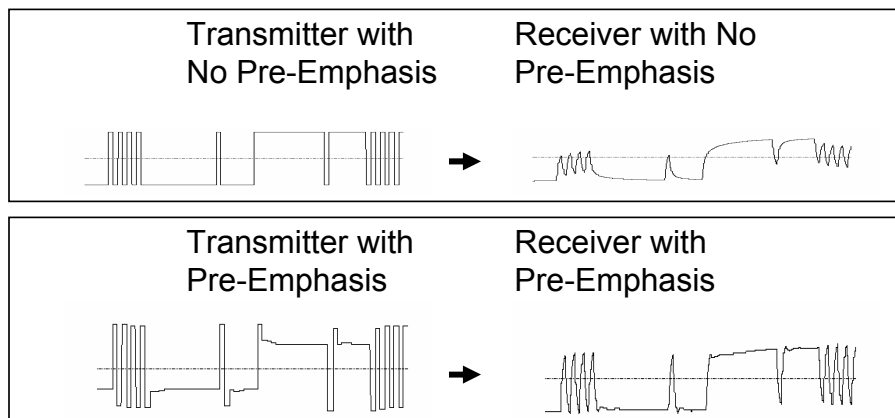 Transmitter with
No Pre-Emphasis
Receiver with No
Pre-Emphasis
Transmitter with
Pre-Emphasis
Receiver with
Pre-Emphasis